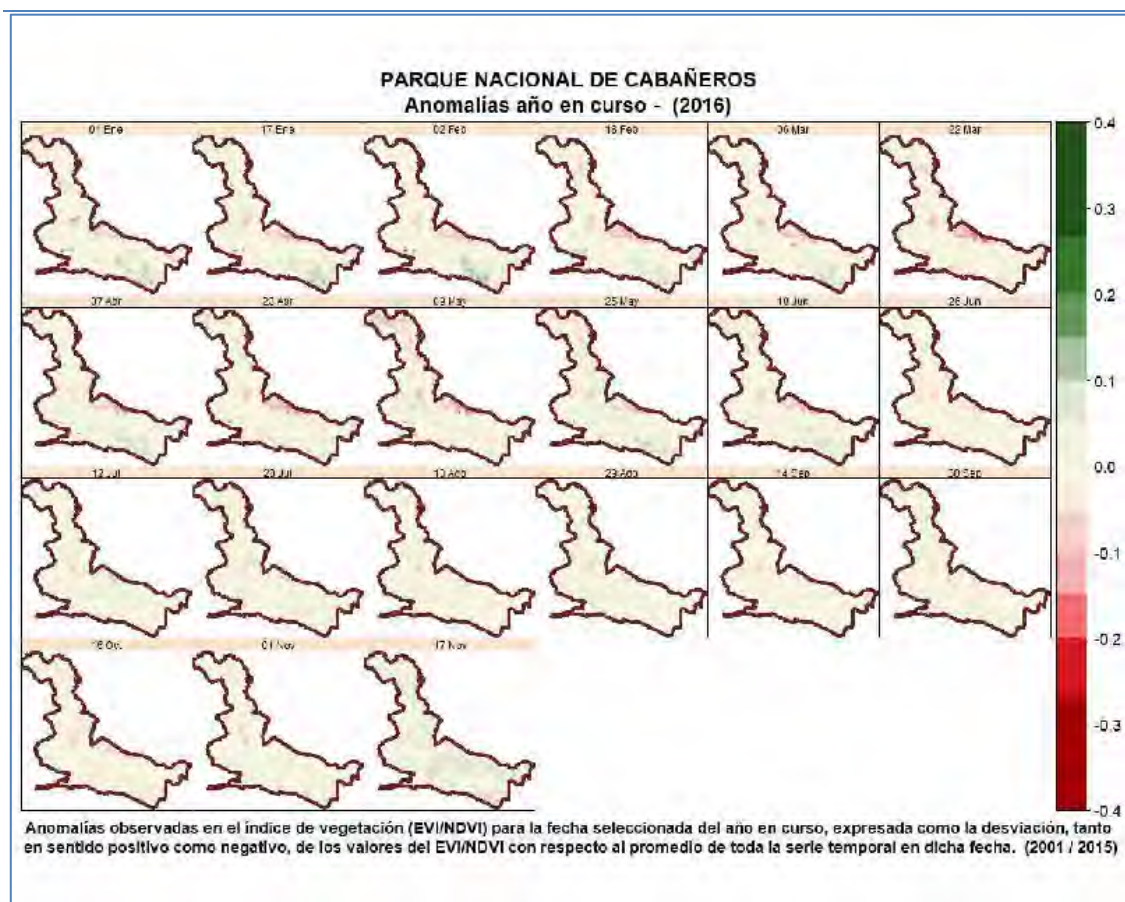 PARQUE NACIONAL DE CABAÑEROS
Anomalías año en curso - (2016)
01 Ene 17 Ene 02 Feb 18 Feb 06 Mar 22 Mar
0.4
0.3
0.2
07 Abr 23 Abr 09 May 25 May 10 Jun 26 Jun
0.1
0.0
12 Jul 28 Jul 13 Ago 29 Ago 14 Sep 30 Sep
-0.1
-0.2
16 Oct 01 Nov 17 Nov
-0.3
-0.4
Anomalías observadas en el índice de vegetación (EVI/NDVI) para la fecha seleccionada del año en curso, expresada como la desviación, tanto
en sentido positivo como negativo, de los valores del EVI/NDVI con respecto al promedio de toda la serie temporal en dicha fecha. (2001 / 2015)